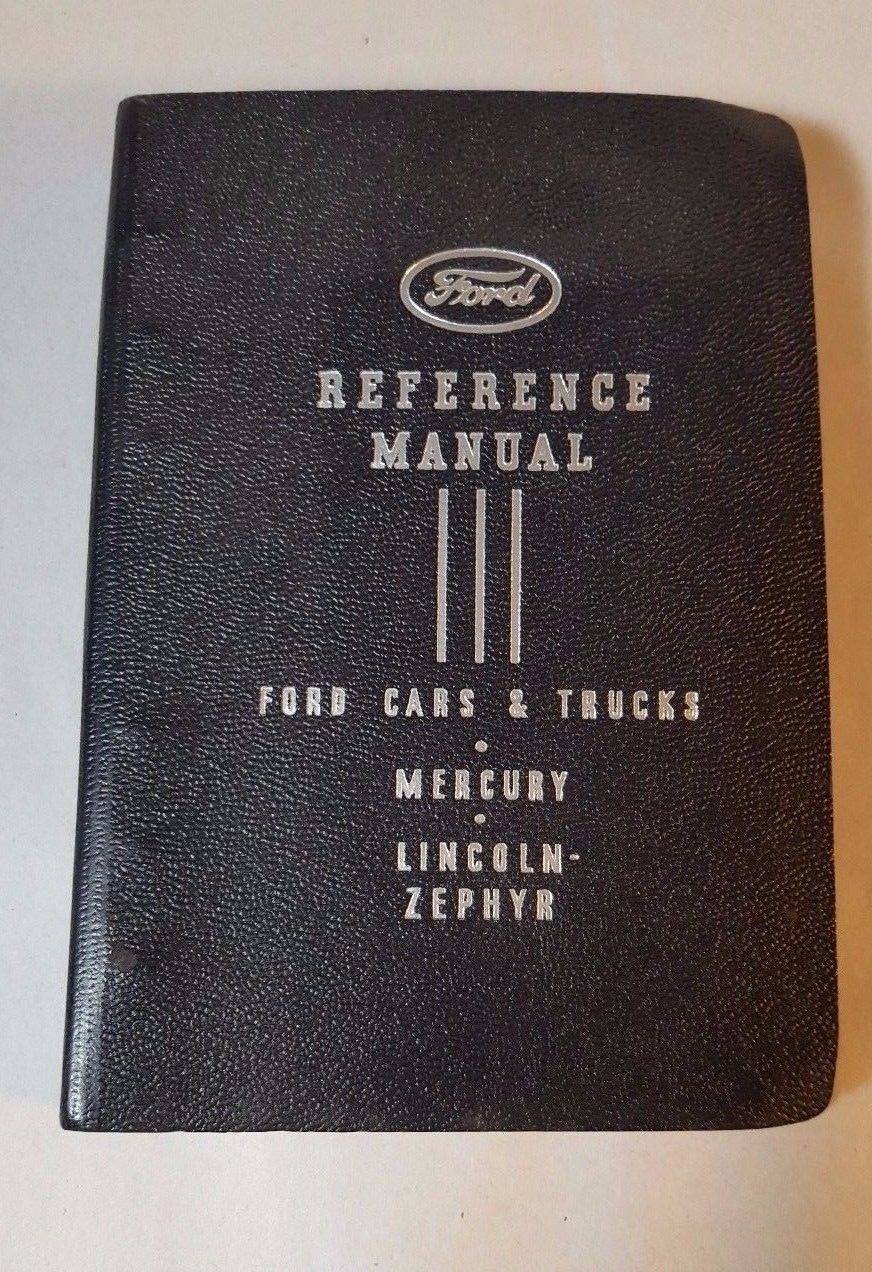 Ford
REFERENCE
MANUAL
FORD CARS & TRUCKS
•
MERCURY
•
LINCOLN-
ZEPHYR